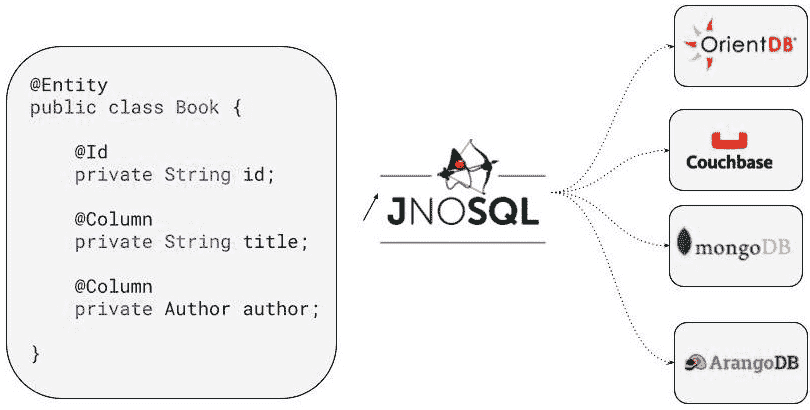 @Entity
public class Book {
@Id
private String id;
@Column
private String title;
@Column
private Author author;
}
JNOSQL
OrientDB
Couchbase
mongoDB
ArangoDB